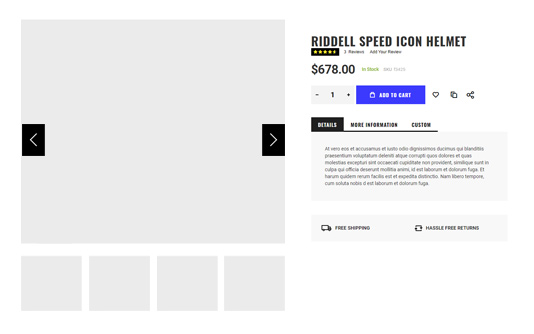 RIDDELL SPEED ICON HELMET
3 Reviews Add Your Review
$678.00 In Stock
- 1 +
ADD TO CART
DETAILS MORE INFORMATION CUSTOM
At vero eos et accusamus et iusto odio dignissimos ducimus qui blanditiis
praesentium voluptatum deleniti atque corrupti quos dolores et quas
molestias excepturi sint occaecati cupiditate non provident, similique sunt in
culpa qui officia deserunt mollitia animi, id est laborum et dolorum fuga. Et
harum quidem rerum facilis est et expedita distinctio. Nam libero tempore,
cum soluta nobis d est laborum et dolorum fuga.
FREE SHIPPING HASSLE FREE RETURNS